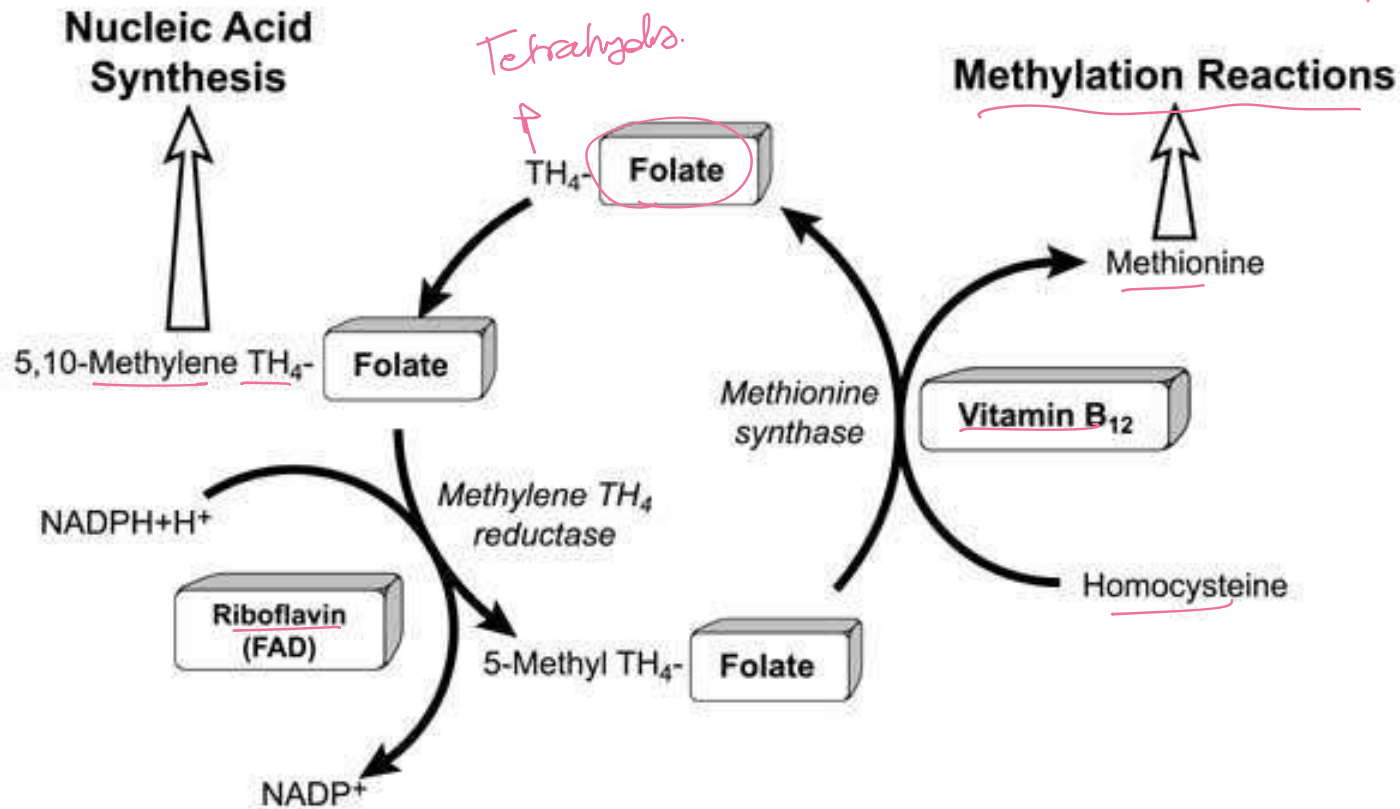 Nucleic Acid
Synthesis
Tetrahydro.
Methylation Reactions
TH₄-
Folate
Methionine
5,10-Methylene TH₄-
Folate
Methionine
synthase
Vitamin B₁₂
NADPH+H⁺
Methylene TH₄
reductase
Riboflavin
(FAD)
Homocysteine
5-Methyl TH₄-
Folate
NADP⁺